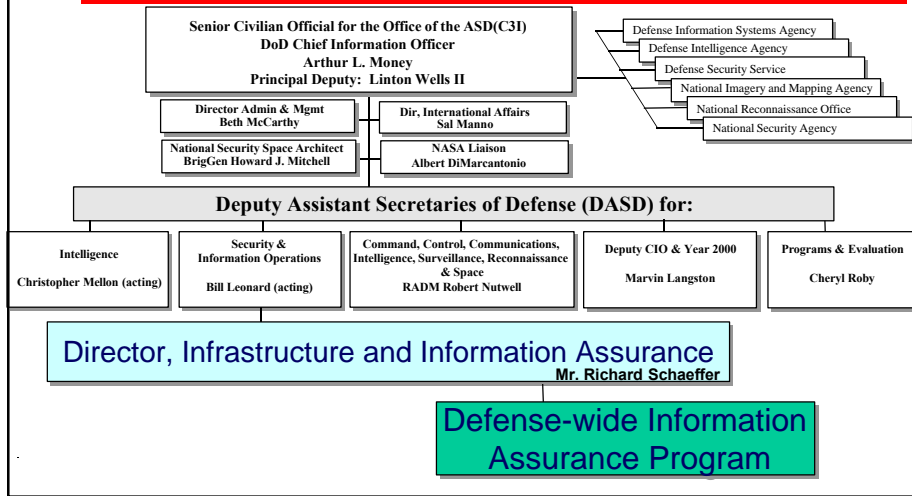 Senior Civilian Official for the Office of the ASD(C3I)
DoD Chief Information Officer
Arthur L. Money
Principal Deputy: Linton Wells II
Defense Information Systems Agency
Defense Intelligence Agency
Defense Security Service
National Imagery and Mapping Agency
National Reconnaissance Office
National Security Agency
Director Admin & Mgmt
Beth McCarthy
Dir, International Affairs
Sal Manno
National Security Space Architect
BrigGen Howard J. Mitchell
NASA Liaison
Albert DiMarcantonio
Deputy Assistant Secretaries of Defense (DASD) for:
Intelligence
Christopher Mellon (acting)
Security &
Information Operations
Bill Leonard (acting)
Command, Control, Communications,
Intelligence, Surveillance, Reconnaissance
& Space
RADM Robert Nutwell
Deputy CIO & Year 2000
Marvin Langston
Programs & Evaluation
Cheryl Roby
Director, Infrastructure and Information Assurance
Mr. Richard Schaeffer
Defense-wide Information
Assurance Program